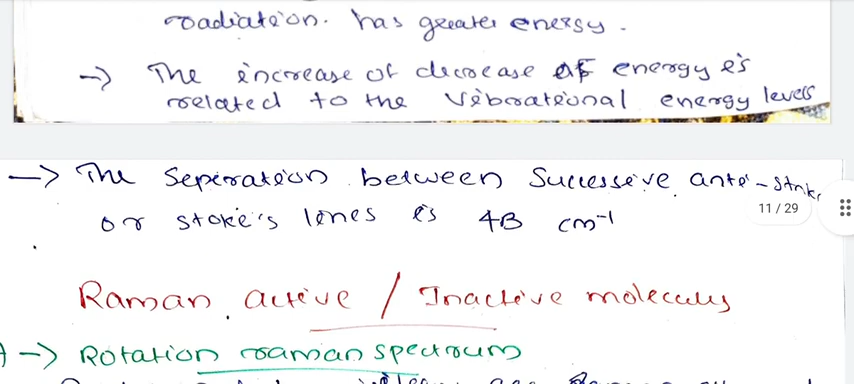 radiation. has greater energy.
→ The increase of decrease of energy is
related to the Vibrational energy levels
→ The Seperation between Successive anti-Stoke
or stoke's lines is 4B cm⁻¹
11 / 29
Raman active / Inactive molecules
→ Rotation raman spectrum